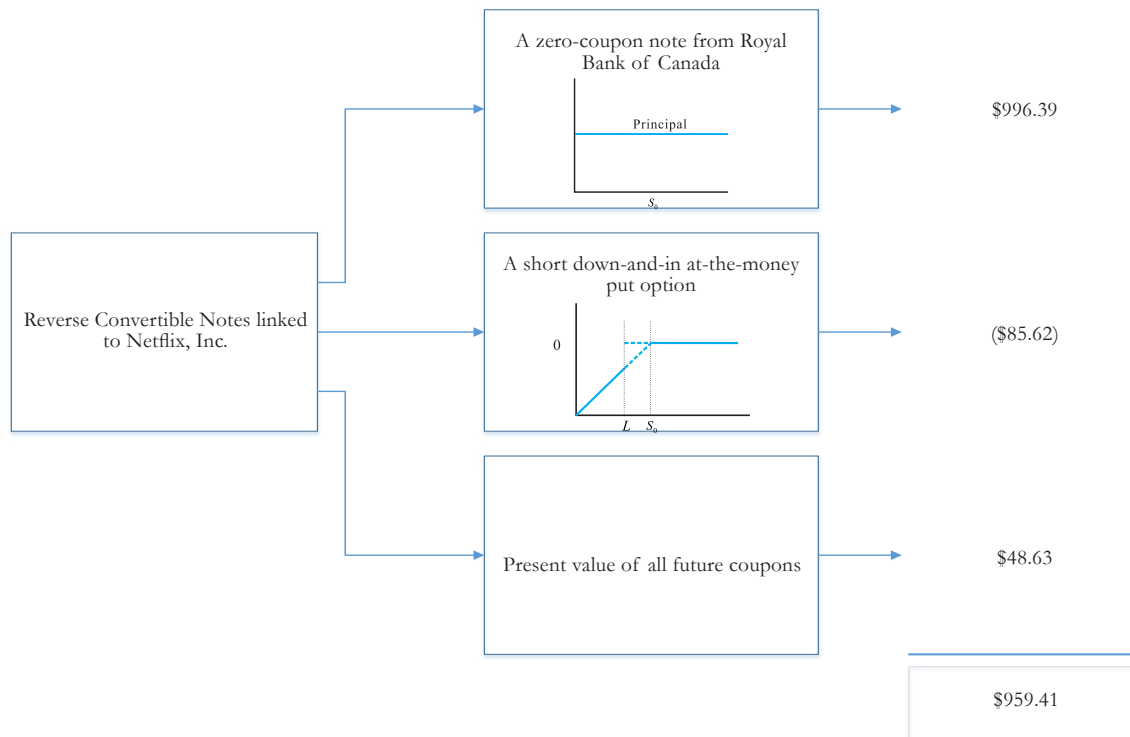 A zero-coupon note from Royal
Bank of Canada
Principal
S₀
$996.39
Reverse Convertible Notes linked
to Netflix, Inc.
A short down-and-in at-the-money
put option
0
L S₀
($85.62)
Present value of all future coupons
$48.63
$959.41